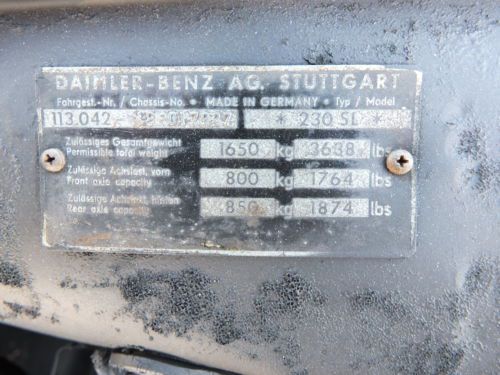 DAIMLER-BENZ AG. STUTTGART
Fahrgest.-Nr. / Chassis-No. • MADE IN GERMANY • Typ / Model
113.042- * 230 SL *
Zulässiges Gesamtgewicht 1650 kg 3638 lbs
Permissible total weight
Zulässige Achslast, vorn 800 kg 1764 lbs
Front axle capacity
Zulässige Achslast, hinten 850 kg 1874 lbs
Rear axle capacity